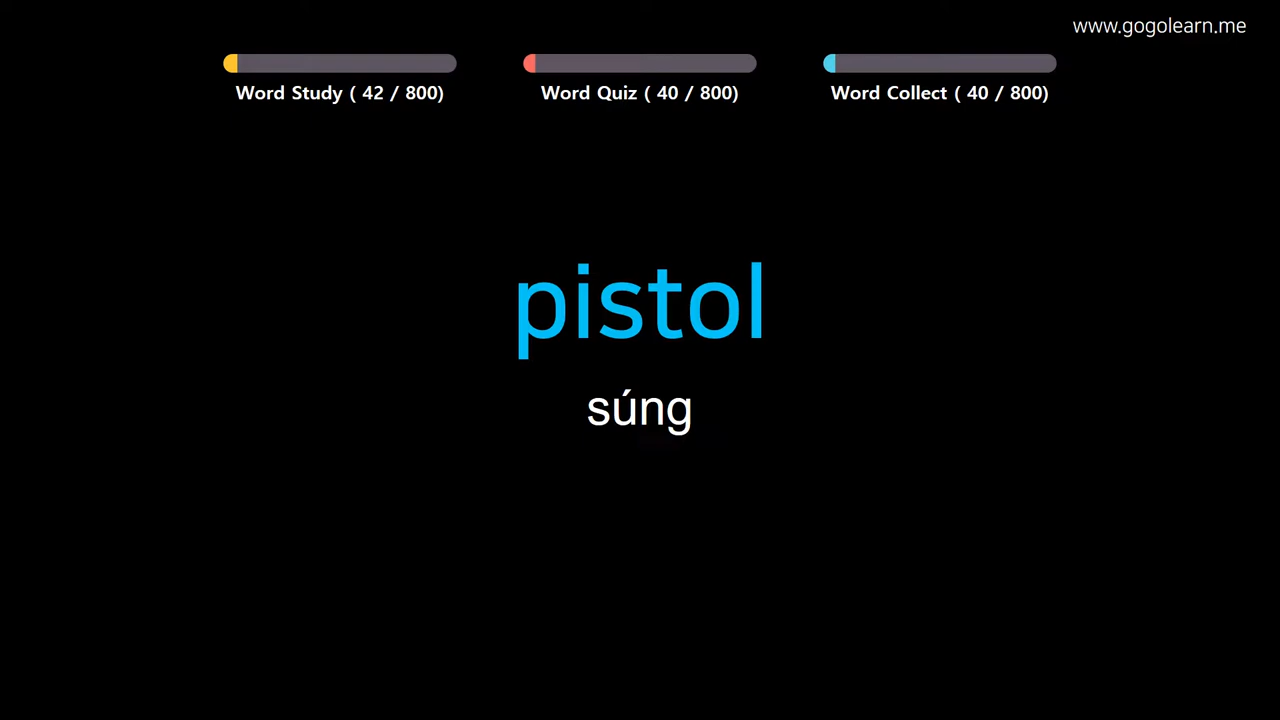 www.gogolearn.me
Word Study ( 42 / 800)
Word Quiz ( 40 / 800)
Word Collect ( 40 / 800)
pistol
súng